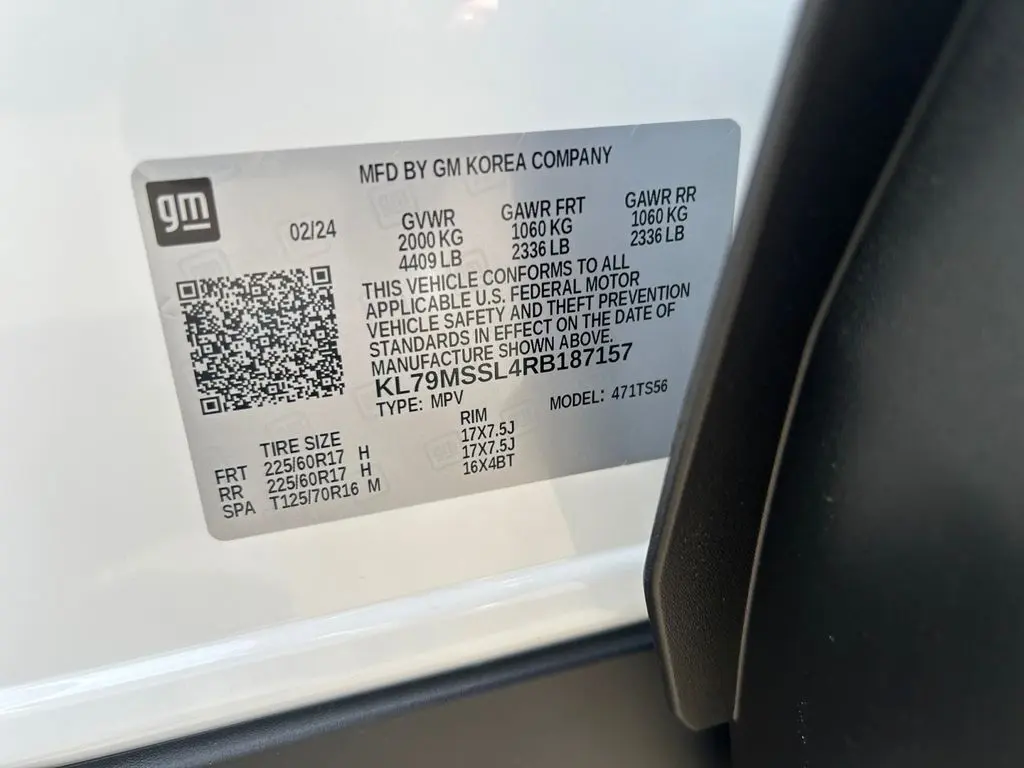 MFD BY GM KOREA COMPANY
gm
02/24
GVWR GAWR FRT GAWR RR
2000 KG 1060 KG 1060 KG
4409 LB 2336 LB 2336 LB
THIS VEHICLE CONFORMS TO ALL
APPLICABLE U.S. FEDERAL MOTOR
VEHICLE SAFETY AND THEFT PREVENTION
STANDARDS IN EFFECT ON THE DATE OF
MANUFACTURE SHOWN ABOVE.
KL79MSSL4RB187157
TYPE: MPV MODEL: 471TS56
TIRE SIZE RIM
FRT 225/60R17 H 17X7.5J
RR 225/60R17 H 17X7.5J
SPA T125/70R16 M 16X4BT